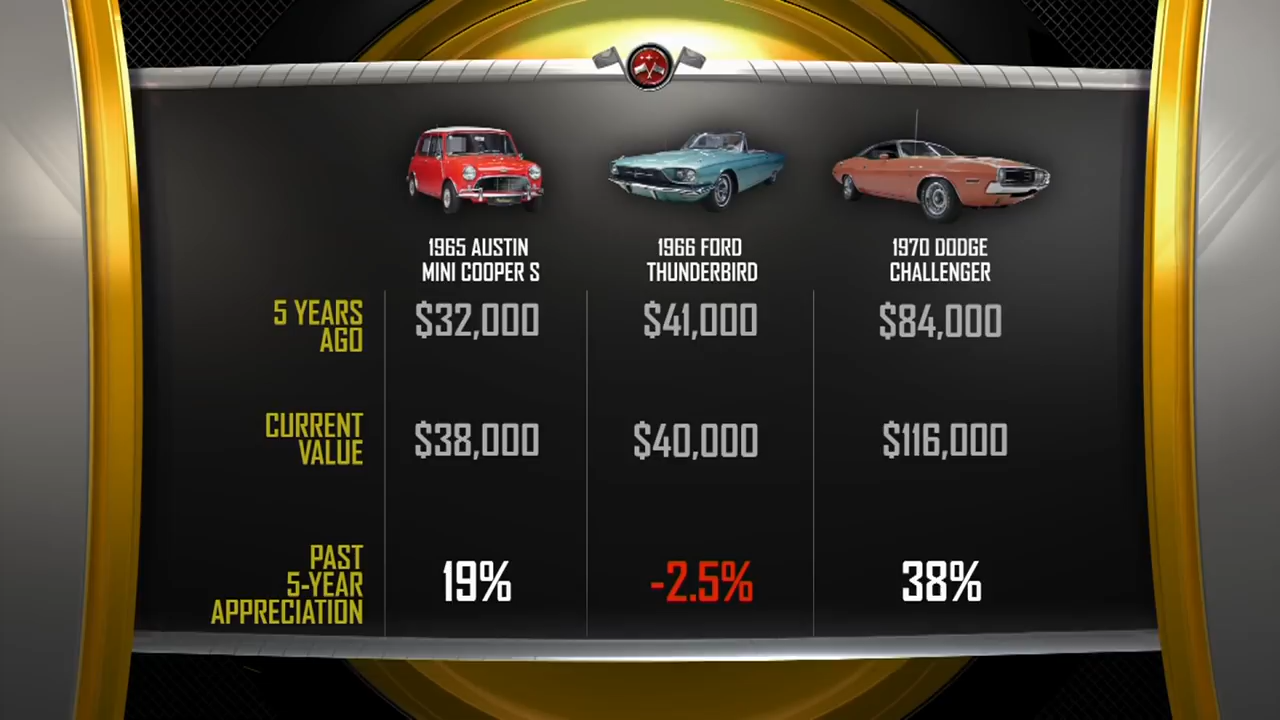 1965 AUSTIN
MINI COOPER S
1966 FORD
THUNDERBIRD
1970 DODGE
CHALLENGER
5 YEARS
AGO
$32,000
$41,000
$84,000
CURRENT
VALUE
$38,000
$40,000
$116,000
PAST
5-YEAR
APPRECIATION
19%
-2.5%
38%